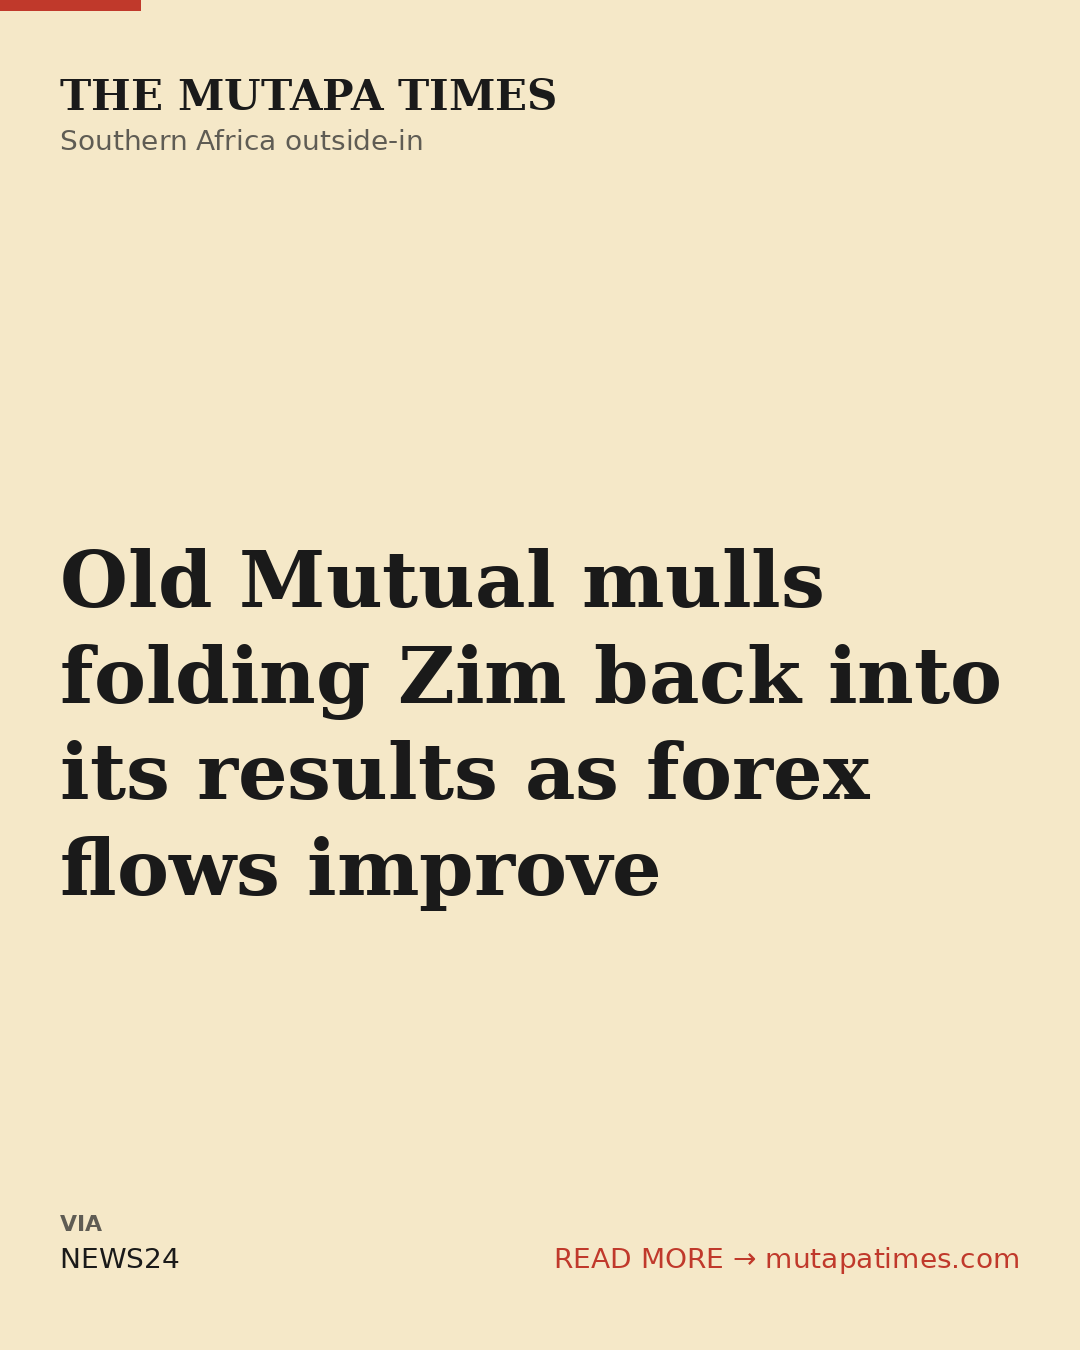 THE MUTAPA TIMES
Southern Africa outside-in
Old Mutual mulls
folding Zim back into
its results as forex
flows improve
VIA
NEWS24
READ MORE → mutapatimes.com